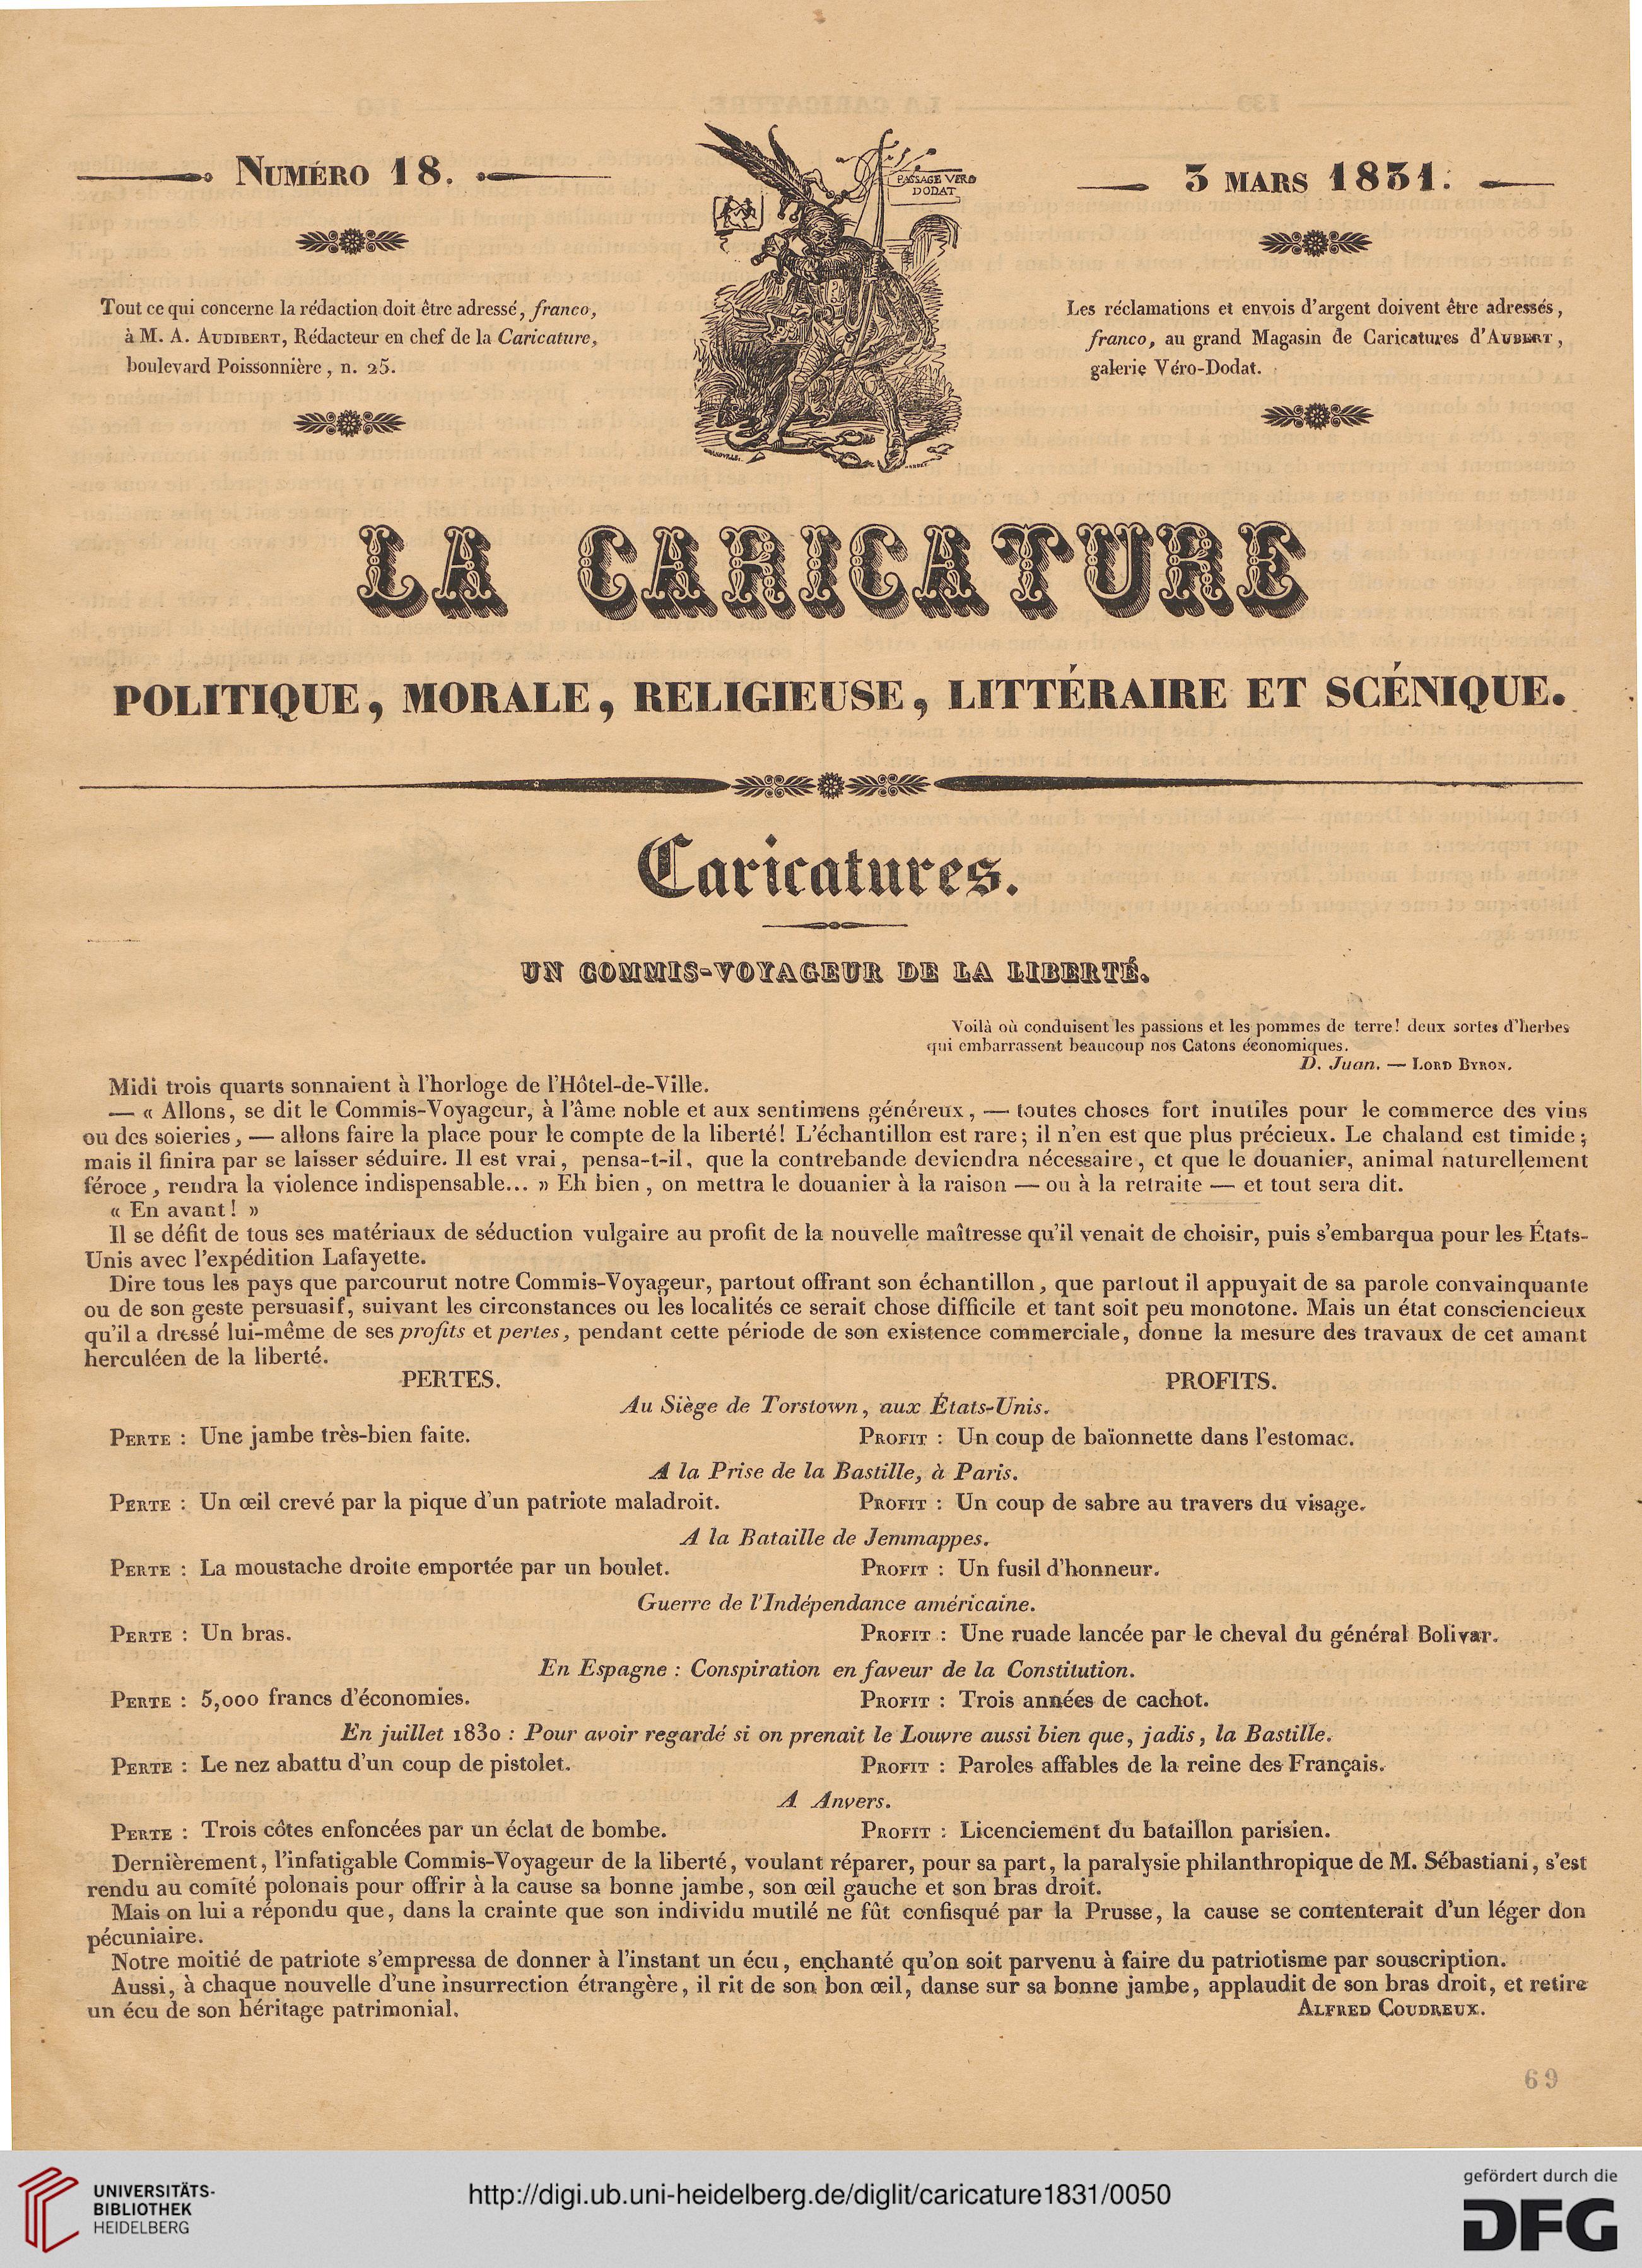 Numéro 18.
3 mars 1831.
PASSAGE VERO
DODAT
Tout ce qui concerne la rédaction doit être adressé, franco,
à M. A. Audibert, Rédacteur en chef de la Caricature,
boulevard Poissonnière, n. 25.
Les réclamations et envois d'argent doivent être adressés,
franco, au grand Magasin de Caricatures d'Aubert,
galerie Véro-Dodat.
LA CARICATURE
POLITIQUE, MORALE, RELIGIEUSE, LITTÉRAIRE ET SCÉNIQUE.
Caricatures.
UN COMMIS-VOYAGEUR DE LA LIBERTÉ.
Voilà où conduisent les passions et les pommes de terre! deux sortes d'herbes
qui embarrassent beaucoup nos Catons économiques.
D. Juan. — Lord Byron.
Midi trois quarts sonnaient à l'horloge de l'Hôtel-de-Ville.
— « Allons, se dit le Commis-Voyageur, à l'âme noble et aux sentimens généreux, — toutes choses fort inutiles pour le commerce des vins
ou des soieries, — allons faire la place pour le compte de la liberté! L'échantillon est rare; il n'en est que plus précieux. Le chaland est timide;
mais il finira par se laisser séduire. Il est vrai, pensa-t-il, que la contrebande deviendra nécessaire, et que le douanier, animal naturellement
féroce, rendra la violence indispensable... » Eh bien, on mettra le douanier à la raison — ou à la retraite — et tout sera dit.
« En avant! »
Il se défit de tous ses matériaux de séduction vulgaire au profit de la nouvelle maîtresse qu'il venait de choisir, puis s'embarqua pour les États-
Unis avec l'expédition Lafayette.
Dire tous les pays que parcourut notre Commis-Voyageur, partout offrant son échantillon, que partout il appuyait de sa parole convainquante
ou de son geste persuasif, suivant les circonstances ou les localités ce serait chose difficile et tant soit peu monotone. Mais un état consciencieux
qu'il a dressé lui-même de ses profits et pertes, pendant cette période de son existence commerciale, donne la mesure des travaux de cet amant
herculéen de la liberté.
PERTES. PROFITS.
Au Siège de Torstown, aux États-Unis.
Perte : Une jambe très-bien faite. Profit : Un coup de baïonnette dans l'estomac.
A la Prise de la Bastille, à Paris.
Perte : Un œil crevé par la pique d'un patriote maladroit. Profit : Un coup de sabre au travers du visage.
A la Bataille de Jemmappes.
Perte : La moustache droite emportée par un boulet. Profit : Un fusil d'honneur.
Guerre de l'Indépendance américaine.
Perte : Un bras. Profit : Une ruade lancée par le cheval du général Bolivar.
En Espagne : Conspiration en faveur de la Constitution.
Perte : 5,000 francs d'économies. Profit : Trois années de cachot.
En juillet 1830 : Pour avoir regardé si on prenait le Louvre aussi bien que, jadis, la Bastille.
Perte : Le nez abattu d'un coup de pistolet. Profit : Paroles affables de la reine des Français.
A Anvers.
Perte : Trois côtes enfoncées par un éclat de bombe. Profit : Licenciement du bataillon parisien.
Dernièrement, l'infatigable Commis-Voyageur de la liberté, voulant réparer, pour sa part, la paralysie philanthropique de M. Sébastiani, s'est
rendu au comité polonais pour offrir à la cause sa bonne jambe, son œil gauche et son bras droit.
Mais on lui a répondu que, dans la crainte que son individu mutilé ne fût confisqué par la Prusse, la cause se contenterait d'un léger don
pécuniaire.
Notre moitié de patriote s'empressa de donner à l'instant un écu, enchanté qu'on soit parvenu à faire du patriotisme par souscription.
Aussi, à chaque nouvelle d'une insurrection étrangère, il rit de son bon œil, danse sur sa bonne jambe, applaudit de son bras droit, et retire
un écu de son héritage patrimonial.
Alfred Coudreux.
69
UNIVERSITÄTS-
BIBLIOTHEK
HEIDELBERG
http://digi.ub.uni-heidelberg.de/diglit/caricature1831/0050
gefördert durch die
DFG